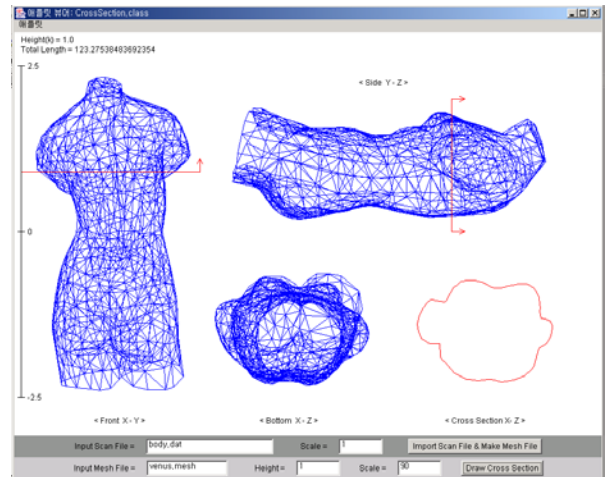 애플릿 뷰어: CrossSection.class
애플릿
Height(k) = 1.0
Total Length = 123.27538483692354
2.5
< Side Y - Z >
0
-2.5
< Front X - Y >
< Bottom X - Z >
< Cross Section X- Z >
Input Scan File =
body.dat
Scale =
1
Import Scan File & Make Mesh File
Input Mesh File =
venus.mesh
Height =
1
Scale =
90
Draw Cross Section